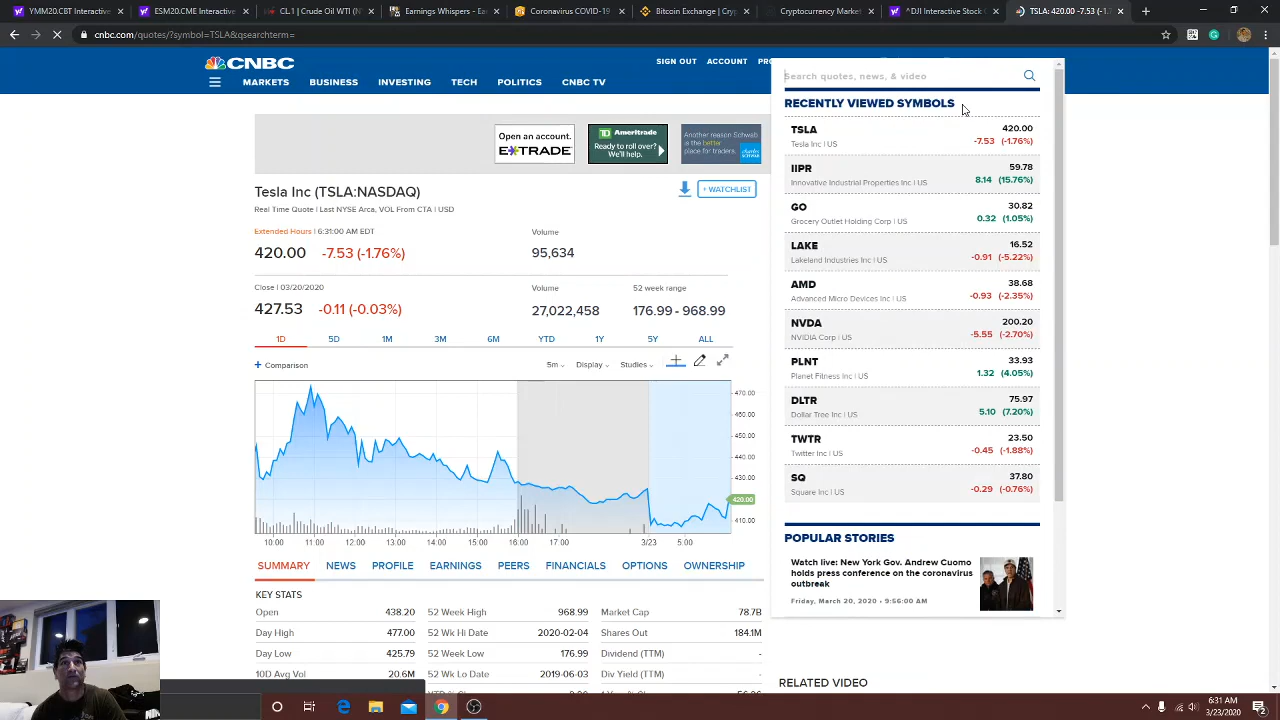 YM20.CBT Interactive
ESM20.CME Interactive
Crude Oil WTI (N
Earnings Whispers - E
Coronavirus COVID-19
Bitcoin Exchange | Cry
Cryptocurrency Market
^DJI Interactive Stock
TSLA: 420.00 -7.53 (-1.7
cnbc.com/quotes/?symbol=TSLA&qsearchterm=
CNBC
SIGN OUT ACCOUNT
MARKETS BUSINESS INVESTING TECH POLITICS CNBC TV
Open an account.
E*TRADE
TD Ameritrade
Ready to roll over?
We'll help.
Another reason Schwab
is the better
place for traders.
charles
SCHWAB
Tesla Inc (TSLA:NASDAQ)
+ WATCHLIST
Real Time Quote | Last NYSE Arca, VOL From CTA | USD
Extended Hours | 6:31:00 AM EDT Volume
420.00 -7.53 (-1.76%) 95,634
Close | 03/20/2020 Volume 52 week range
427.53 -0.11 (-0.03%) 27,022,458 176.99 - 968.99
1D 5D 1M 3M 6M YTD 1Y 5Y ALL
+ Comparison 5m Display Studies
470.00
460.00
450.00
440.00
430.00
420.00
410.00
10:00 11:00 12:00 13:00 14:00 15:00 16:00 17:00 3/23 5:00
SUMMARY NEWS PROFILE EARNINGS PEERS FINANCIALS OPTIONS OWNERSHIP
KEY STATS
Open 438.20 52 Week High 968.99 Market Cap 78.7B
Day High 477.00 52 Wk Hi Date 2020-02-04 Shares Out 184.1M
Day Low 425.79 52 Week Low 176.99 Dividend (TTM) -
10D Avg Vol 20.6M 52 Wk Lo Date 2019-06-03 Div Yield (TTM) -
Search quotes, news, & video
RECENTLY VIEWED SYMBOLS
TSLA 420.00
Tesla Inc | US -7.53 (-1.76%)
IIPR 59.78
Innovative Industrial Properties Inc | US 8.14 (15.76%)
GO 30.82
Grocery Outlet Holding Corp | US 0.32 (1.05%)
LAKE 16.52
Lakeland Industries Inc | US -0.91 (-5.22%)
AMD 38.68
Advanced Micro Devices Inc | US -0.93 (-2.35%)
NVDA 200.20
NVIDIA Corp | US -5.55 (-2.70%)
PLNT 33.93
Planet Fitness Inc | US 1.32 (4.05%)
DLTR 75.97
Dollar Tree Inc | US 5.10 (7.20%)
TWTR 23.50
Twitter Inc | US -0.45 (-1.88%)
SQ 37.80
Square Inc | US -0.29 (-0.76%)
POPULAR STORIES
Watch live: New York Gov. Andrew Cuomo
holds press conference on the coronavirus
outbreak
Friday, March 20, 2020 • 9:56:00 AM
RELATED VIDEO
6:31 AM
3/23/2020